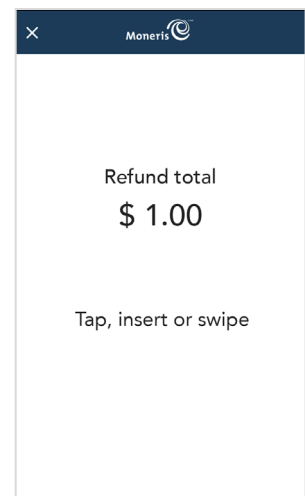 Moneris
Refund total
$ 1.00
Tap, insert or swipe